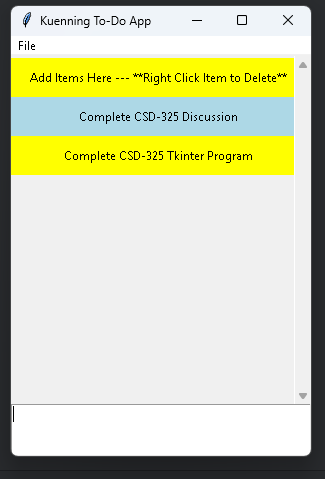 Kuenning To-Do App
File
Add Items Here --- **Right Click Item to Delete**
Complete CSD-325 Discussion
Complete CSD-325 Tkinter Program